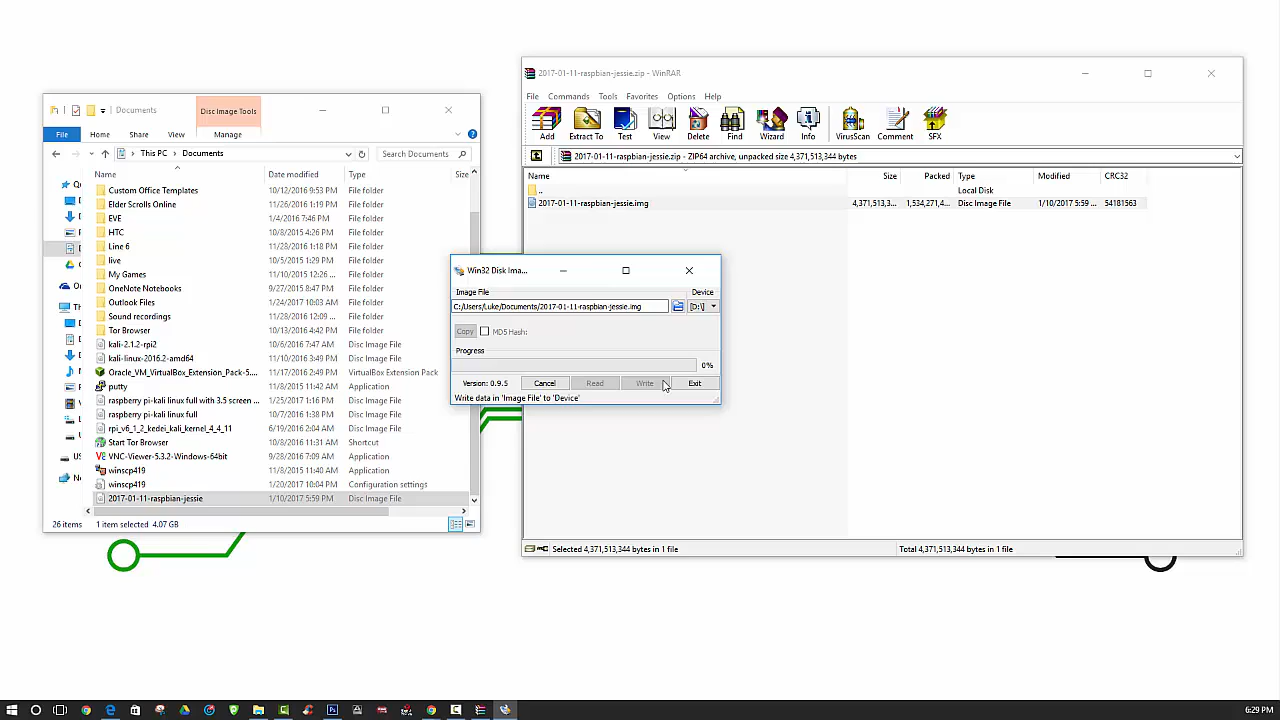 Documents
Disc Image Tools
File
Home
Share
View
Manage
This PC > Documents
Search Documents
Name
Date modified
Type
Size
Custom Office Templates 10/12/2016 9:53 PM File folder
Elder Scrolls Online 11/26/2016 1:19 PM File folder
EVE 1/4/2016 7:46 PM File folder
HTC 10/8/2015 4:26 PM File folder
Line 6 11/28/2016 1:18 PM File folder
live 10/5/2015 1:29 PM File folder
My Games 11/10/2015 12:26 ... File folder
OneNote Notebooks 9/27/2015 8:47 PM File folder
Outlook Files 1/24/2017 10:03 AM File folder
Sound recordings 11/28/2016 12:09 ... File folder
Tor Browser 10/13/2016 4:42 PM File folder
kali-2.1.2-rpi2 10/6/2016 7:47 AM Disc Image File
kali-linux-2016.2-amd64 11/10/2016 3:49 PM Disc Image File
Oracle_VM_VirtualBox_Extension_Pack-5.... 11/16/2016 2:49 PM VirtualBox Extension Pack
putty 11/8/2015 11:41 AM Application
raspberry pi-kali linux full with 3.5 screen ... 1/25/2017 1:16 PM Disc Image File
raspberry pi-kali linux full 10/6/2016 2:13 PM Disc Image File
rpi_v6_1_2_kedei_kali_kernel_4_4_11 6/19/2016 2:04 AM Disc Image File
Start Tor Browser 10/8/2016 11:31 AM Shortcut
VNC-Viewer-5.3.2-Windows-64bit 9/28/2016 7:09 AM Application
winscp419 11/8/2015 11:40 AM Application
winscp419 1/20/2017 10:04 PM Configuration settings
2017-01-11-raspbian-jessie 1/10/2017 5:59 PM Disc Image File
26 items 1 item selected 4.07 GB
2017-01-11-raspbian-jessie.zip - WinRAR
File Commands Tools Favorites Options Help
Add Extract To Test View Delete Find Wizard Info VirusScan Comment SFX
2017-01-11-raspbian-jessie.zip - ZIP64 archive, unpacked size 4,371,513,344 bytes
Name Size Packed Type Modified CRC32
.. Local Disk
2017-01-11-raspbian-jessie.img 4,371,513,3... 1,534,271,4... Disc Image File 1/10/2017 5:59 ... 54181563
Selected 4,371,513,344 bytes in 1 file
Total 4,371,513,344 bytes in 1 file
Win32 Disk Ima...
Image File Device
C:/Users/Luke/Documents/2017-01-11-raspbian-jessie.img [D:\]
Copy MD5 Hash:
Progress
0%
Version: 0.9.5 Cancel Read Write Exit
Write data in 'Image File' to 'Device'
6:29 PM